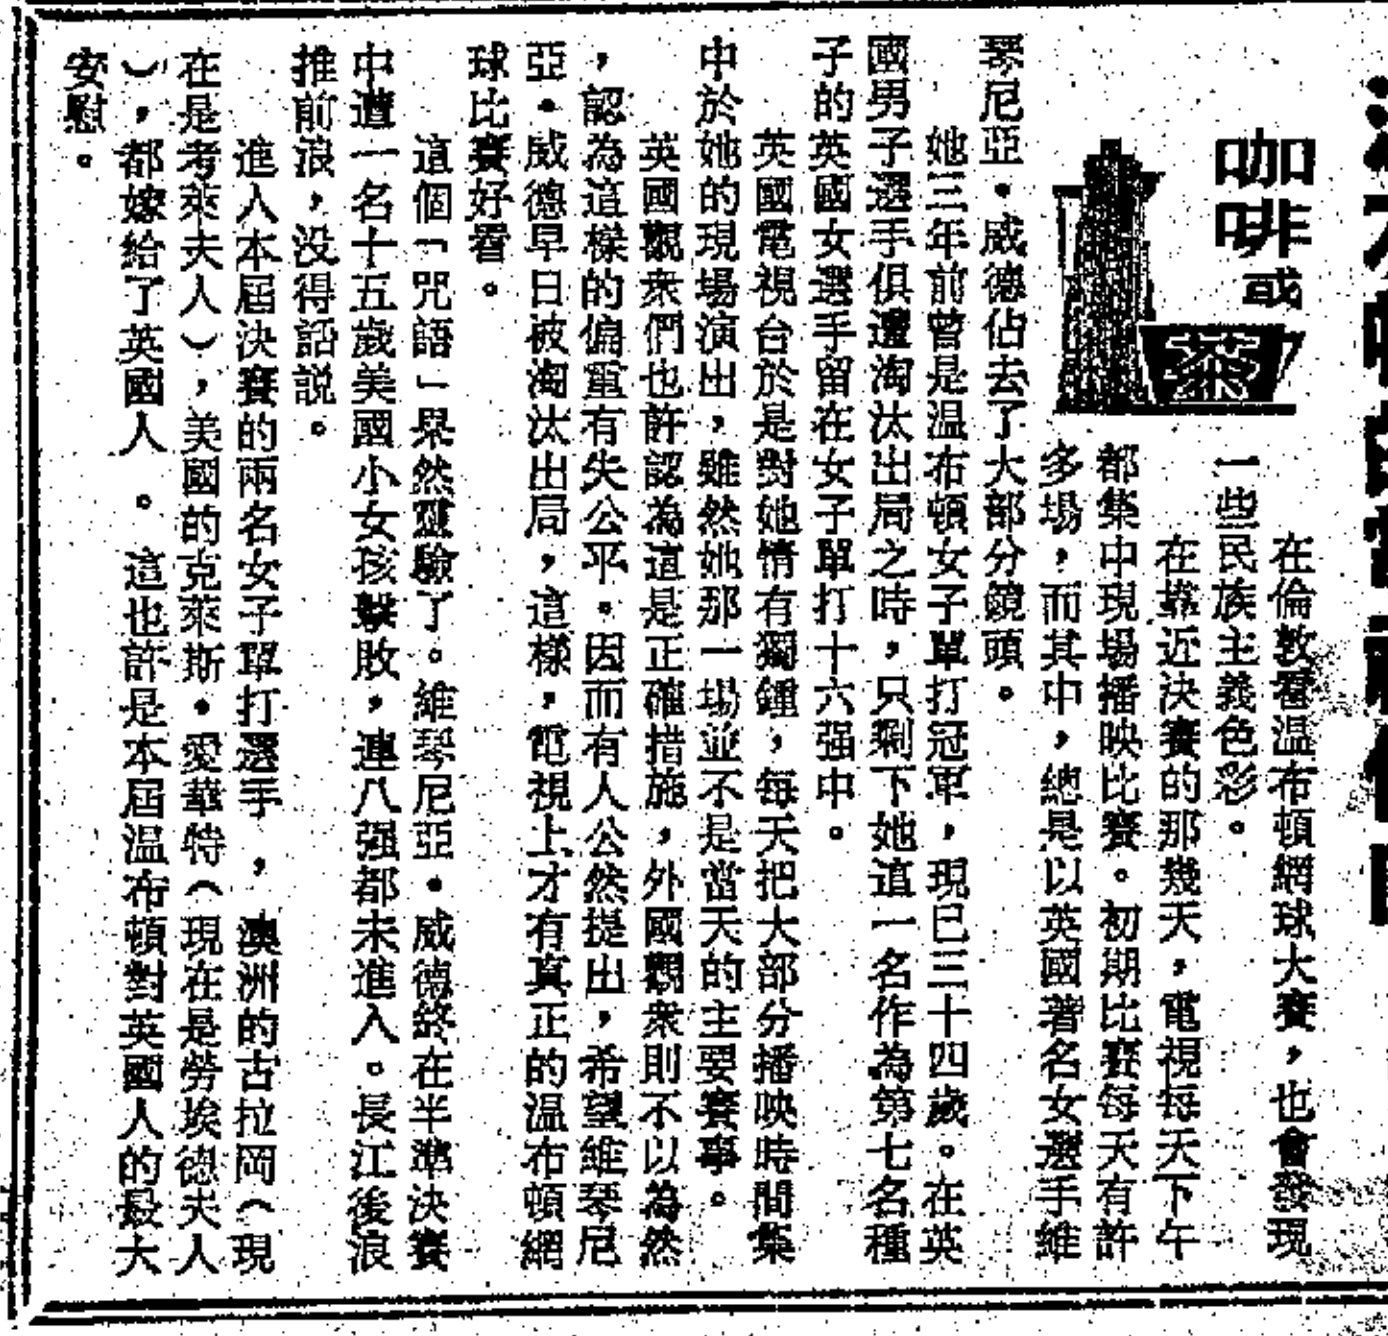 咖啡或
茶
在倫敦看温布頓網球大賽，也會發現
一些民族主義色彩。
在靠近決賽的那幾天，電視每天下午
都集中現場播映比賽。初期比賽每天有許
多場，而其中，總是以英國著名女選手維
琴尼亞・威德佔去了大部分鏡頭。
她三年前曾是温布頓女子單打冠軍，現已三十四歲。在英
國男子選手俱遭淘汰出局之時，只剩下她這一名作為第七名種
子的英國女選手留在女子單打十六强中。
英國電視台於是對她情有獨鍾，每天把大部分播映時間集
中於她的現場演出，雖然她那一場並不是當天的主要賽事。
英國觀衆們也許認為這是正確措施，外國觀衆則不以為然
，認為這樣的偏重有失公平。因而有人公然提出，希望維琴尼
亞・威德早日被淘汰出局，這樣，電視上才有真正的温布頓網
球比賽好看。
這個「咒語」果然靈驗了。維琴尼亞・威德終在半準決賽
中遭一名十五歲美國小女孩擊敗，連八强都未進入。長江後浪
推前浪，没得話説。
進入本屆決賽的兩名女子單打選手，澳洲的古拉岡（現
在是考萊夫人），美國的克萊斯・愛華特（現在是勞埃德夫人
），都嫁給了英國人。這也許是本屆温布頓對英國人的最大
安慰。